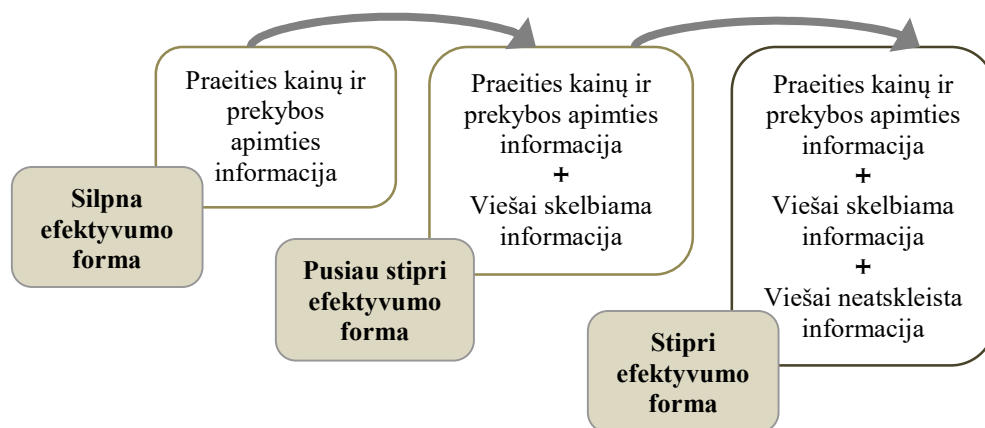 Praeities kainų ir
prekybos
apimties
informacija
Silpna
efektyvumo
forma
Praeities kainų ir
prekybos apimties
informacija
+
Viešai skelbiama
informacija
Pusiau stipri
efektyvumo
forma
Praeities kainų ir
prekybos apimties
informacija
+
Viešai skelbiama
informacija
+
Viešai neatskleista
informacija
Stipri
efektyvumo
forma